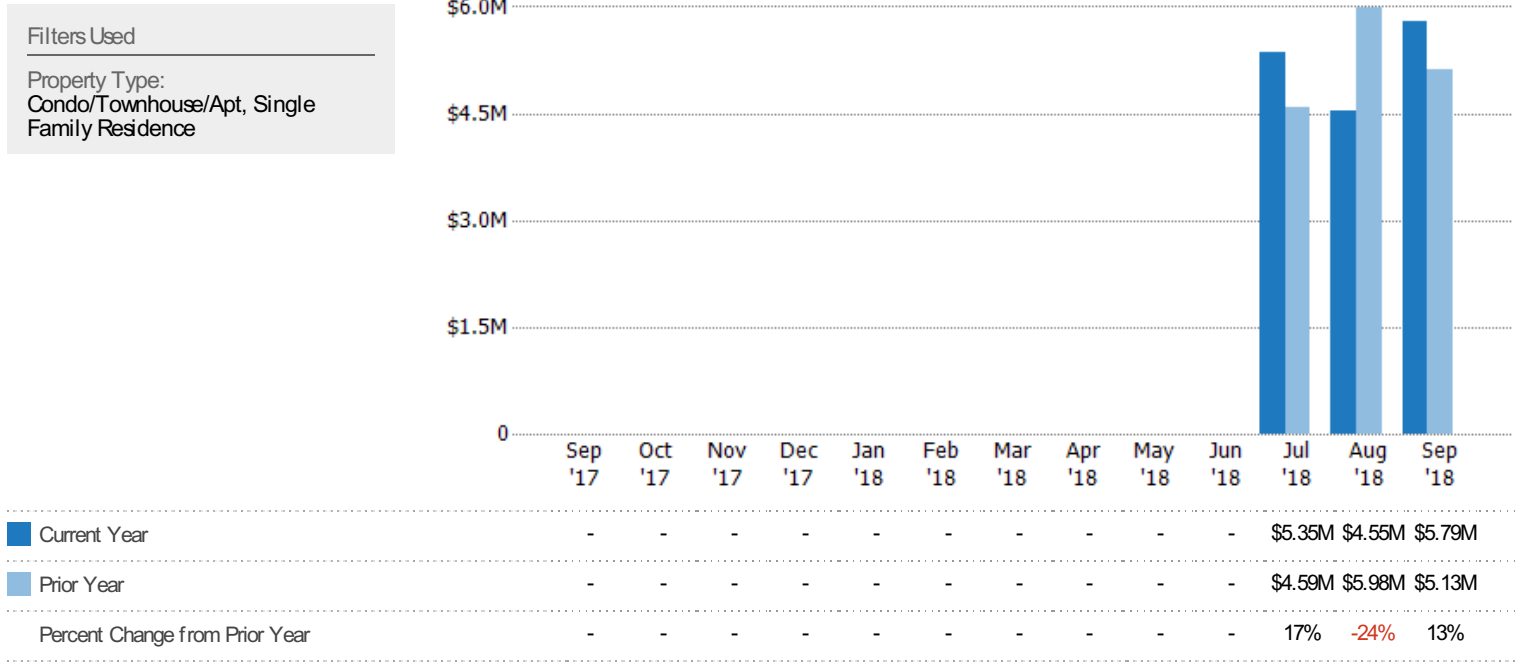 Filters Used
Property Type:
Condo/Townhouse/Apt, Single
Family Residence
$6.0M
$4.5M
$3.0M
$1.5M
0
Sep Oct Nov Dec Jan Feb Mar Apr May Jun Jul Aug Sep
'17 '17 '17 '17 '18 '18 '18 '18 '18 '18 '18 '18 '18
Current Year - - - - - - - - - - $5.35M $4.55M $5.79M
Prior Year - - - - - - - - - - $4.59M $5.98M $5.13M
Percent Change from Prior Year - - - - - - - - - - 17% -24% 13%